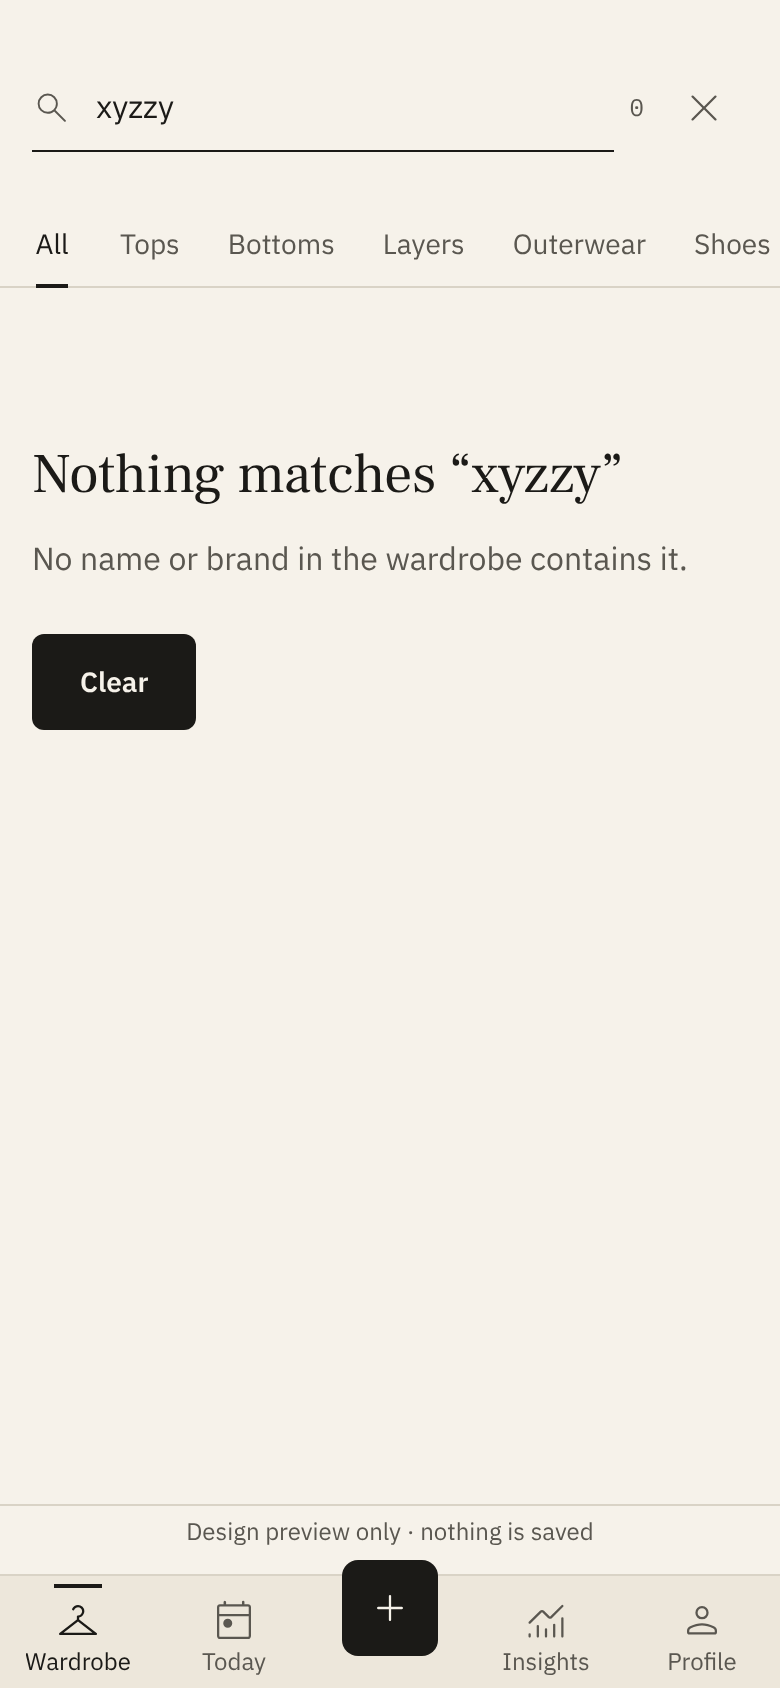 xyzzy 0
All Tops Bottoms Layers Outerwear Shoes
Nothing matches “xyzzy”
No name or brand in the wardrobe contains it.
Clear
Design preview only · nothing is saved
Wardrobe Today Insights Profile